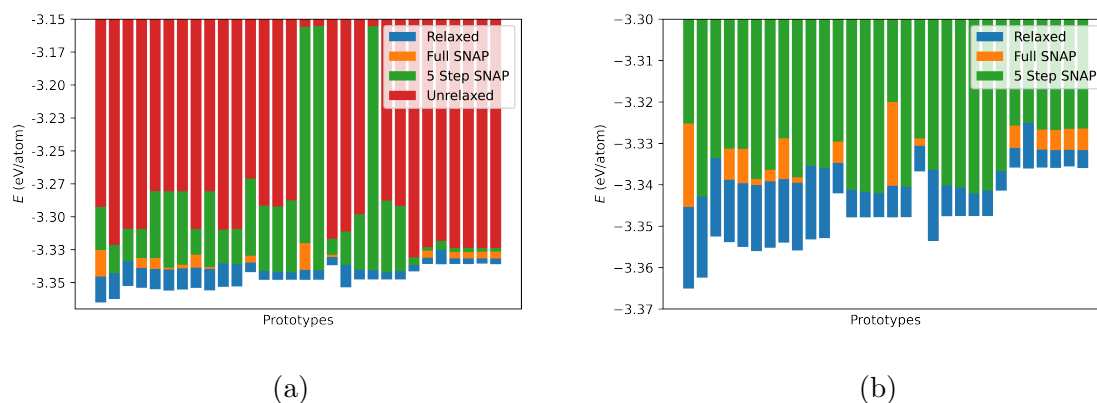 -3.15
-3.17
-3.20
-3.23
-3.25
-3.27
-3.30
-3.33
-3.35
E (eV/atom)
Relaxed
Full SNAP
5 Step SNAP
Unrelaxed
Prototypes
(a)
−3.30
−3.31
−3.32
−3.33
−3.34
−3.35
−3.36
−3.37
E (eV/atom)
Relaxed
Full SNAP
5 Step SNAP
Prototypes
(b)